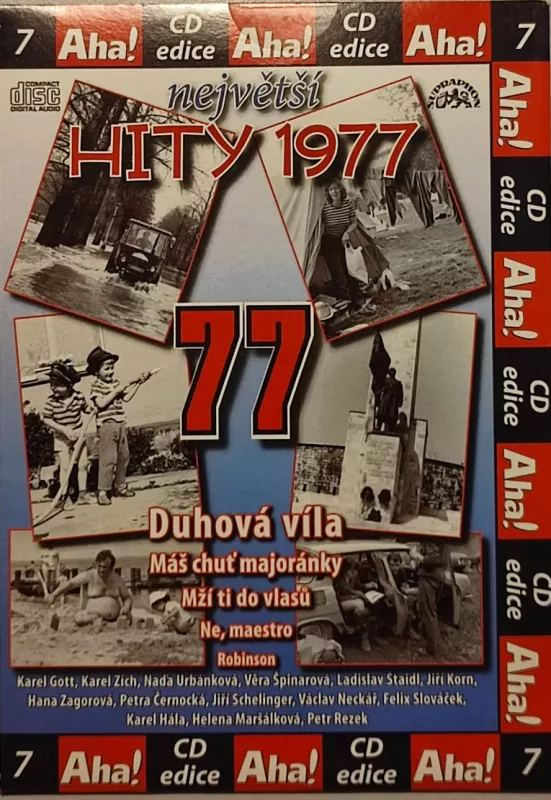 7 Aha! CD edice Aha! CD edice Aha! 7
COMPACT disc DIGITAL AUDIO
SUPRAPHON
největší
HITY 1977
77
Duhová víla
Máš chuť majoránky
Mží ti do vlasů
Ne, maestro
Robinson
Karel Gott, Karel Zich, Naďa Urbánková, Věra Špinarová, Ladislav Štaidl, Jiří Korn,
Hana Zagorová, Petra Černocká, Jiří Schelinger, Václav Neckář, Felix Slováček,
Karel Hála, Helena Maršálková, Petr Rezek
Aha!
CD edice
Aha!
CD edice
Aha!
CD edice
Aha!
7 Aha! CD edice Aha! CD edice Aha! 7